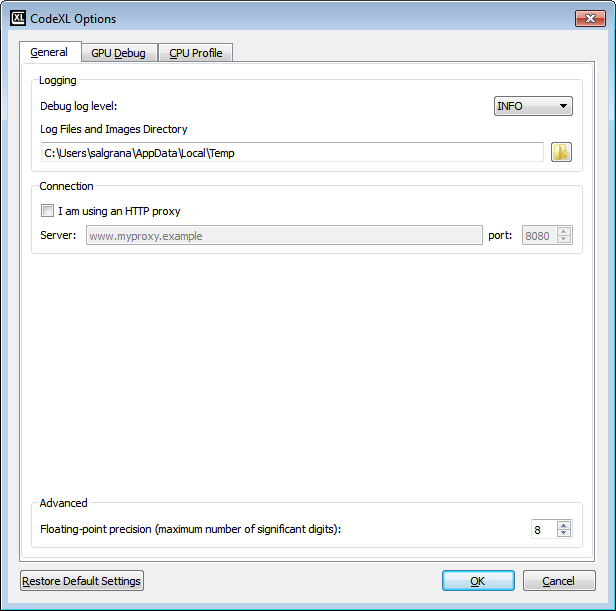 XL CodeXL Options
General GPU Debug CPU Profile
Logging
Debug log level: INFO
Log Files and Images Directory
C:\Users\salgrana\AppData\Local\Temp
Connection
I am using an HTTP proxy
Server: www.myproxy.example port: 8080
Advanced
Floating-point precision (maximum number of significant digits): 8
Restore Default Settings OK Cancel